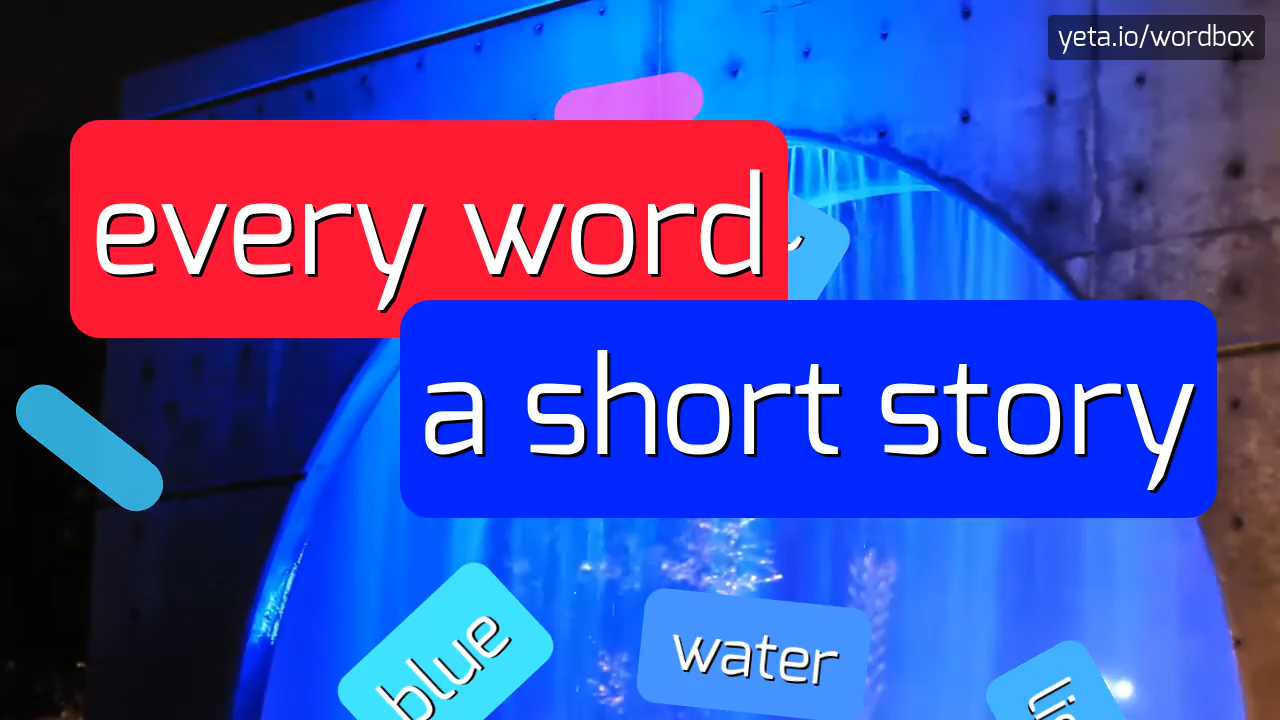 yeta.io/wordbox
every word
a short story
blue
water